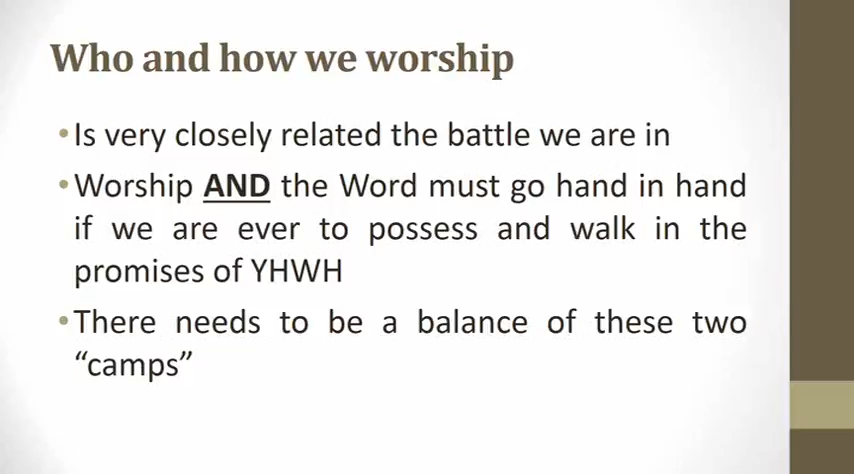 Who and how we worship
•Is very closely related the battle we are in
•Worship AND the Word must go hand in hand
if we are ever to possess and walk in the
promises of YHWH
•There needs to be a balance of these two
“camps”